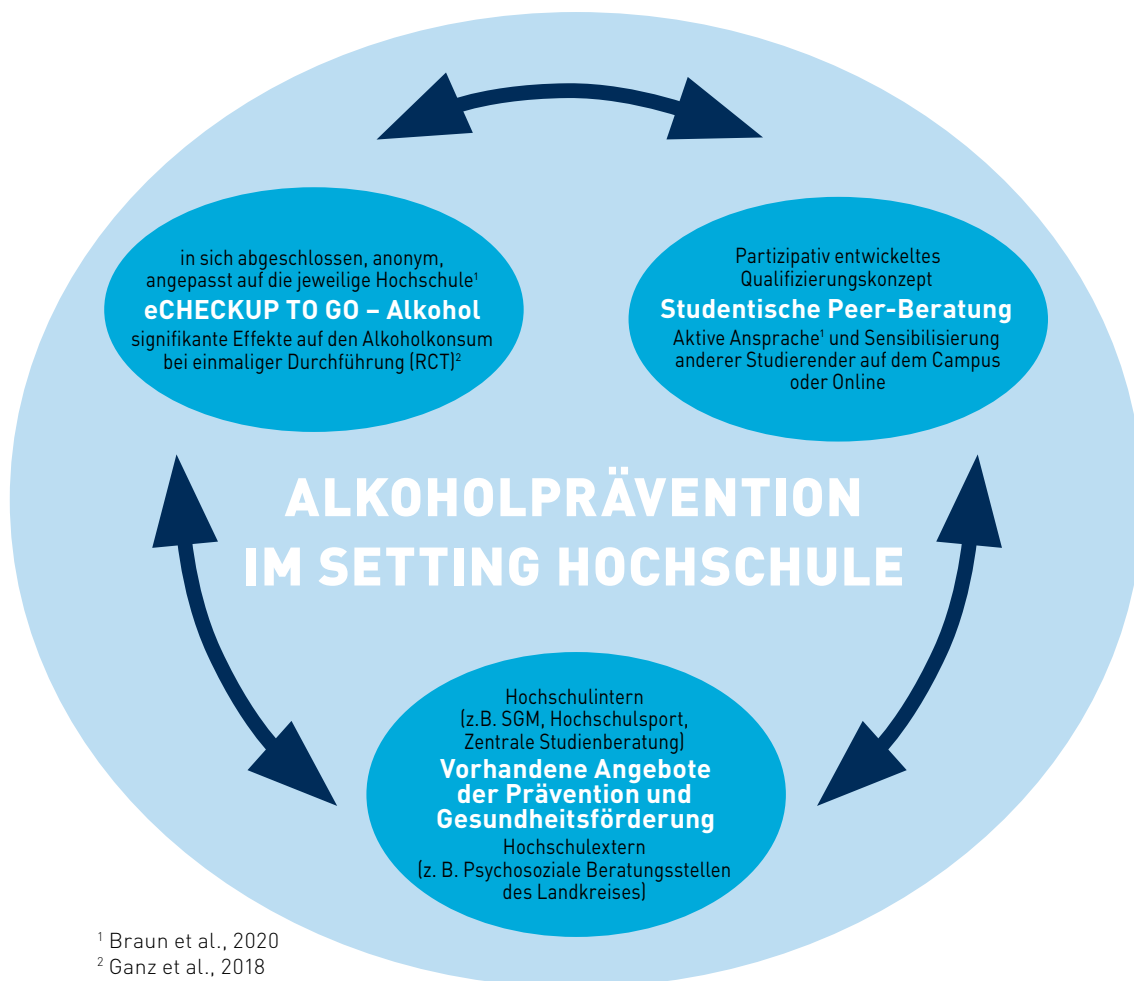 in sich abgeschlossen, anonym,
angepasst auf die jeweilige Hochschule¹
eCHECKUP TO GO – Alkohol
signifikante Effekte auf den Alkoholkonsum
bei einmaliger Durchführung (RCT)²
Partizipativ entwickeltes
Qualifizierungskonzept
Studentische Peer-Beratung
Aktive Ansprache¹ und Sensibilisierung
anderer Studierender auf dem Campus
oder Online
ALKOHOLPRÄVENTION
IM SETTING HOCHSCHULE
Hochschulintern
(z.B. SGM, Hochschulsport,
Zentrale Studienberatung)
Vorhandene Angebote
der Prävention und
Gesundheitsförderung
Hochschulextern
(z. B. Psychosoziale Beratungsstellen
des Landkreises)
¹ Braun et al., 2020
² Ganz et al., 2018